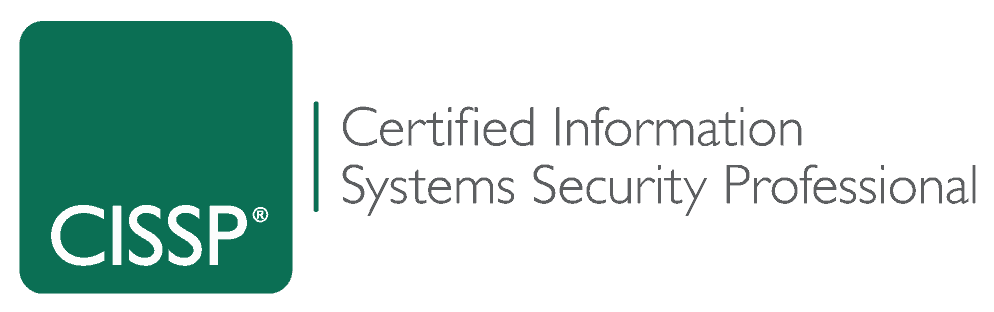 CISSP®
Certified Information
Systems Security Professional